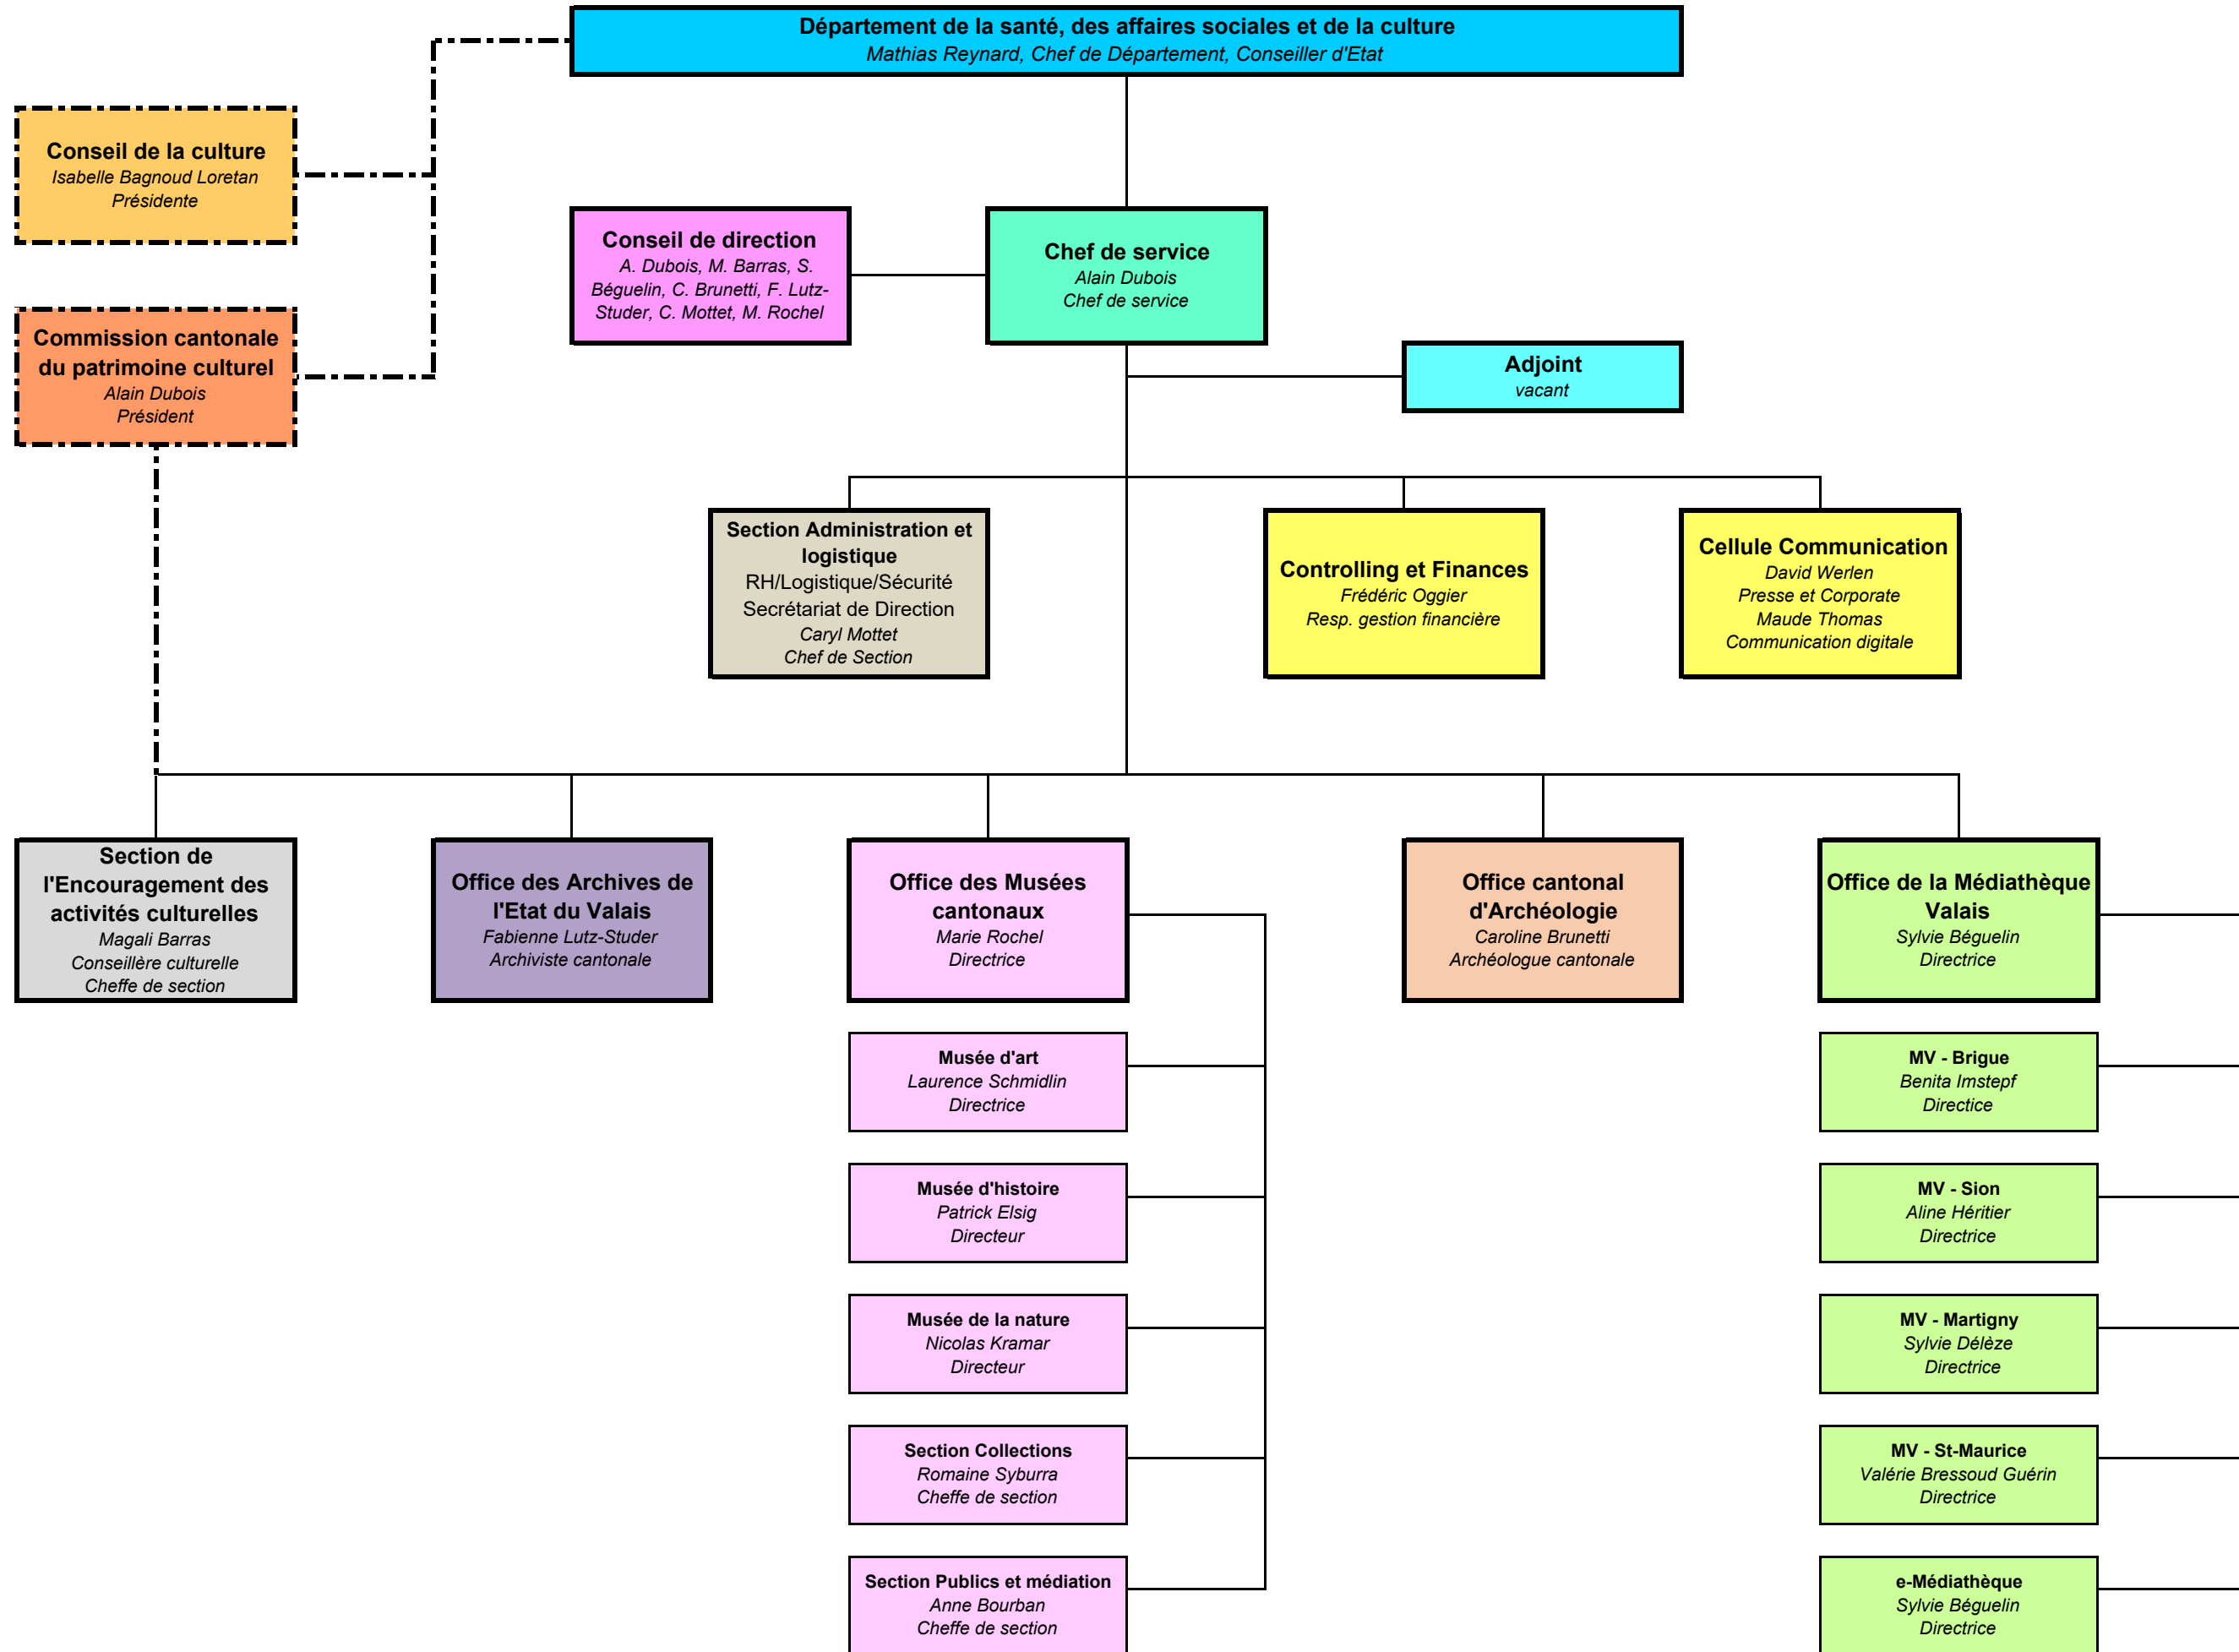 Département de la santé, des affaires sociales et de la culture
Mathias Reynard, Chef de Département, Conseiller d'Etat
Conseil de la culture
Isabelle Bagnoud Loretan
Présidente
Conseil de direction
A. Dubois, M. Barras, S.
Béguelin, C. Brunetti, F. Lutz-
Studer, C. Mottet, M. Rochel
Chef de service
Alain Dubois
Chef de service
Commission cantonale
du patrimoine culturel
Alain Dubois
Président
Adjoint
vacant
Section Administration et
logistique
RH/Logistique/Sécurité
Secrétariat de Direction
Caryl Mottet
Chef de Section
Controlling et Finances
Frédéric Oggier
Resp. gestion financière
Cellule Communication
David Werlen
Presse et Corporate
Maude Thomas
Communication digitale
Section de
l'Encouragement des
activités culturelles
Magali Barras
Conseillère culturelle
Cheffe de section
Office des Archives de
l'Etat du Valais
Fabienne Lutz-Studer
Archiviste cantonale
Office des Musées
cantonaux
Marie Rochel
Directrice
Office cantonal
d'Archéologie
Caroline Brunetti
Archéologue cantonale
Office de la Médiathèque
Valais
Sylvie Béguelin
Directrice
Musée d'art
Laurence Schmidlin
Directrice
MV - Brigue
Benita Imstepf
Directice
Musée d'histoire
Patrick Elsig
Directeur
MV - Sion
Aline Héritier
Directrice
Musée de la nature
Nicolas Kramar
Directeur
MV - Martigny
Sylvie Délèze
Directrice
Section Collections
Romaine Syburra
Cheffe de section
MV - St-Maurice
Valérie Bressoud Guérin
Directrice
Section Publics et médiation
Anne Bourban
Cheffe de section
e-Médiathèque
Sylvie Béguelin
Directrice